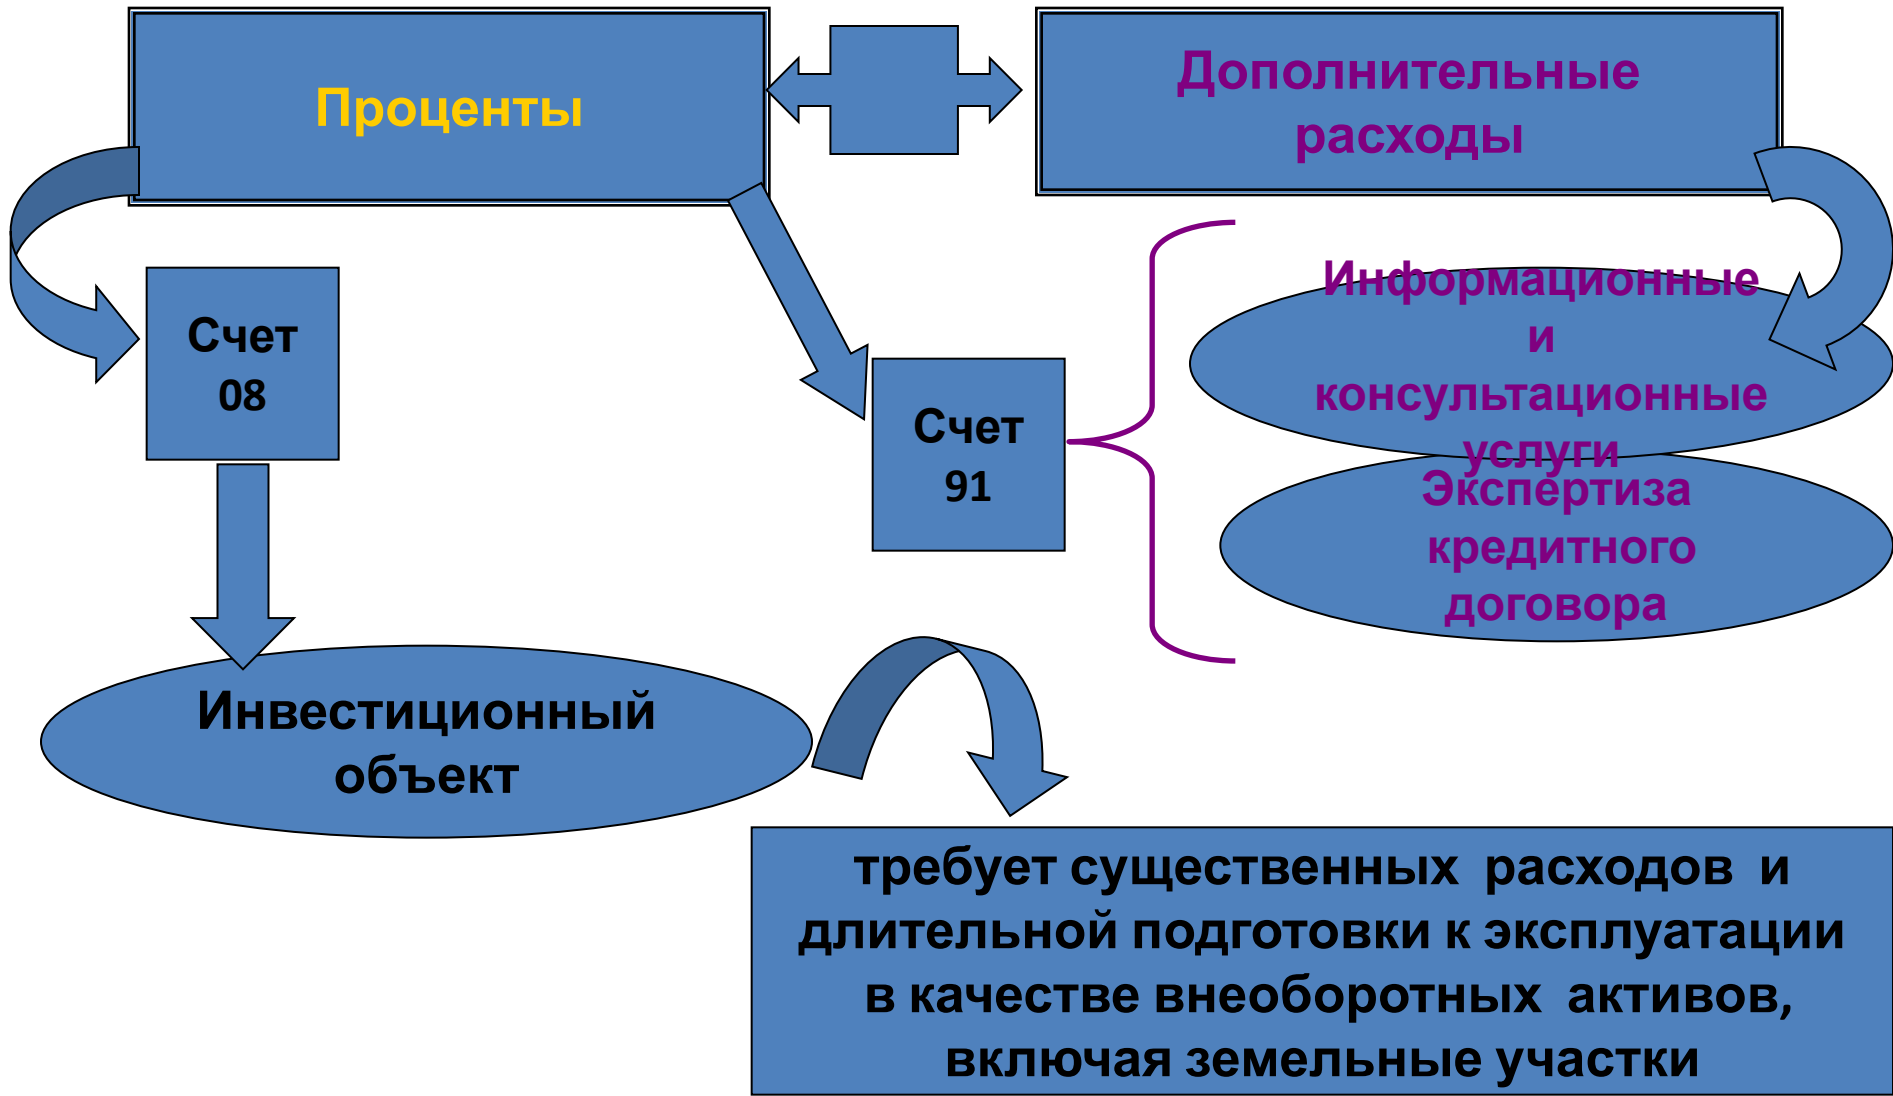 Проценты
Дополнительные
расходы
Счет
08
Счет
91
Информационные
и
консультационные
услуги
Экспертиза
кредитного
договора
Инвестиционный
объект
требует существенных расходов и
длительной подготовки к эксплуатации
в качестве внеоборотных активов,
включая земельные участки